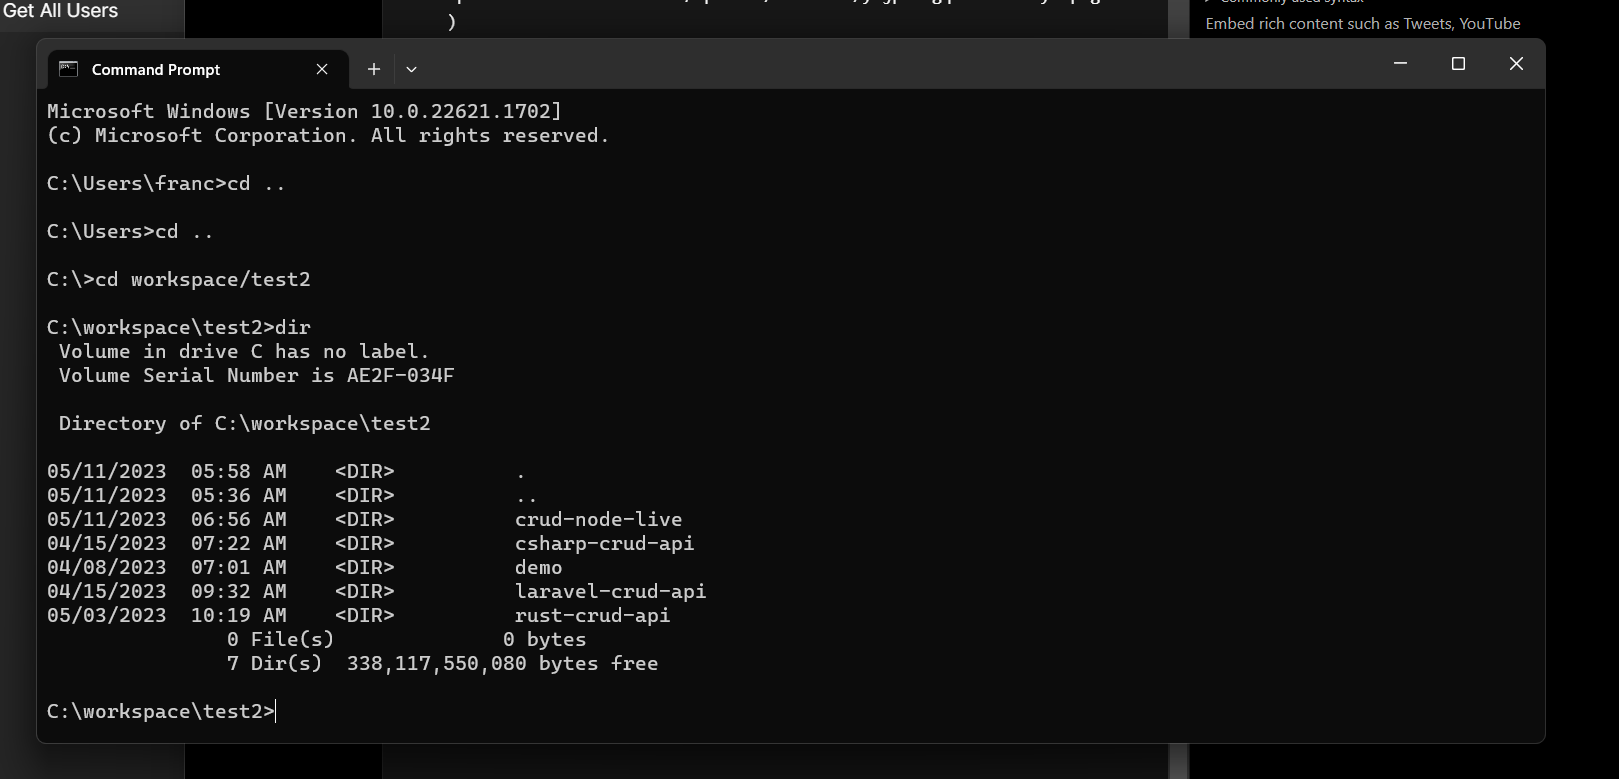 Get All Users
)
Embed rich content such as Tweets, YouTube
Command Prompt
Microsoft Windows [Version 10.0.22621.1702]
(c) Microsoft Corporation. All rights reserved.
C:\Users\franc>cd ..
C:\Users>cd ..
C:\>cd workspace/test2
C:\workspace\test2>dir
 Volume in drive C has no label.
 Volume Serial Number is AE2F-034F
 Directory of C:\workspace\test2
05/11/2023  05:58 AM    <DIR>          .
05/11/2023  05:36 AM    <DIR>          ..
05/11/2023  06:56 AM    <DIR>          crud-node-live
04/15/2023  07:22 AM    <DIR>          csharp-crud-api
04/08/2023  07:01 AM    <DIR>          demo
04/15/2023  09:32 AM    <DIR>          laravel-crud-api
05/03/2023  10:19 AM    <DIR>          rust-crud-api
               0 File(s)              0 bytes
               7 Dir(s)  338,117,550,080 bytes free
C:\workspace\test2>